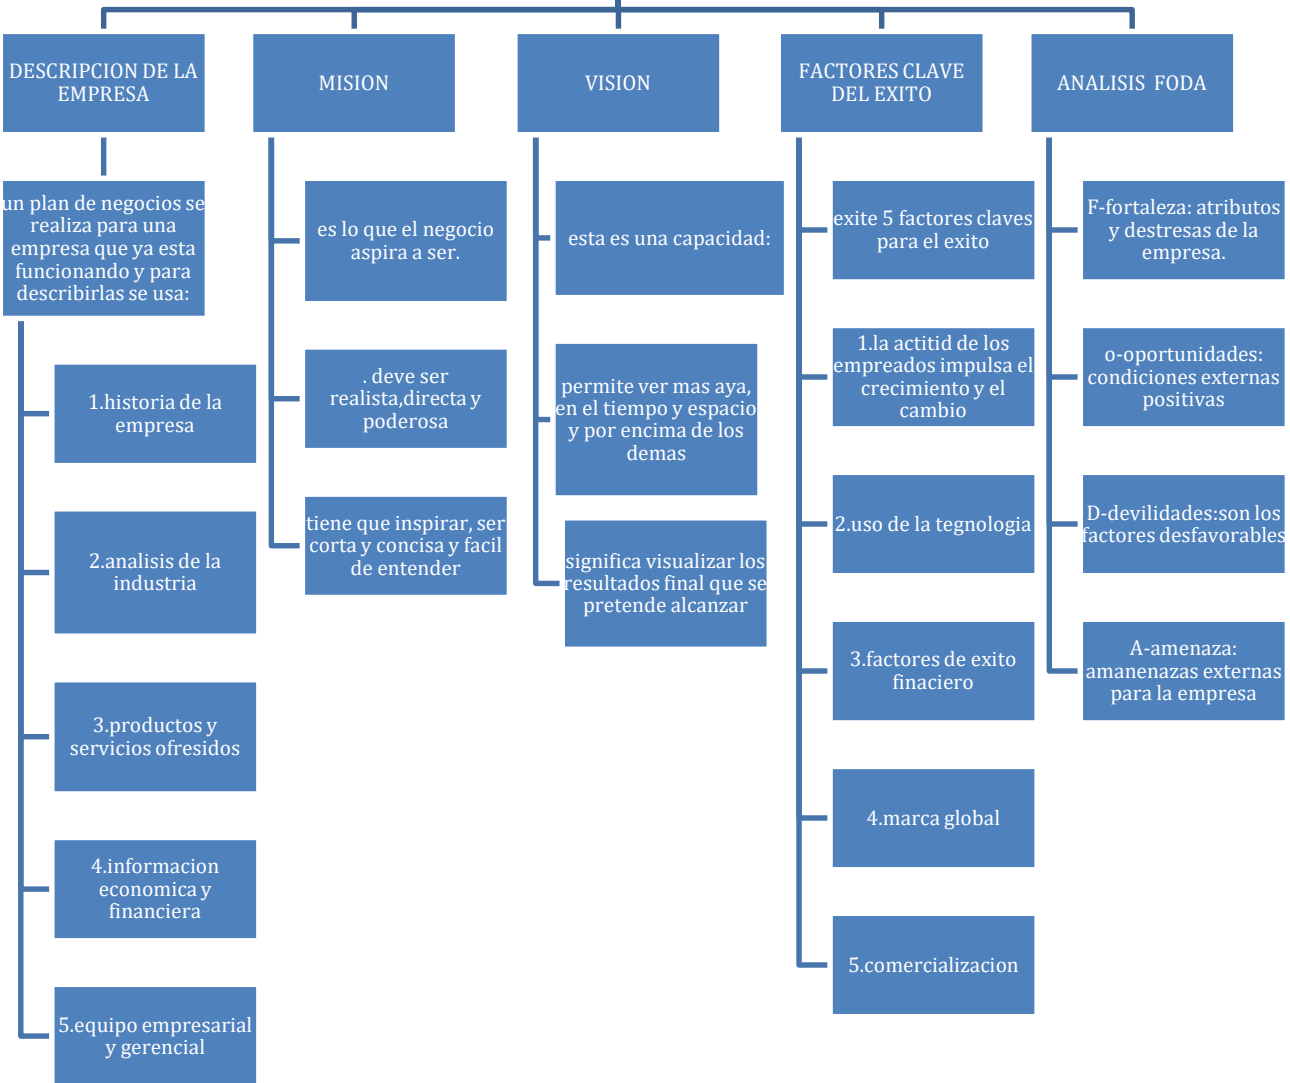 DESCRIPCION DE LA
EMPRESA
MISION
VISION
FACTORES CLAVE
DEL EXITO
ANALISIS FODA
un plan de negocios se
realiza para una
empresa que ya esta
funcionando y para
describirlas se usa:
1.historia de la
empresa
2.analisis de la
industria
3.productos y
servicios ofresidos
4.informacion
economica y
financiera
5.equipo empresarial
y gerencial
es lo que el negocio
aspira a ser.
. deve ser
realista,directa y
poderosa
tiene que inspirar, ser
corta y concisa y facil
de entender
esta es una capacidad:
permite ver mas aya,
en el tiempo y espacio
y por encima de los
demas
significa visualizar los
resultados final que se
pretende alcanzar
exite 5 factores claves
para el exito
1.la actitid de los
empreados impulsa el
crecimiento y el
cambio
2.uso de la tegnologia
3.factores de exito
finaciero
4.marca global
5.comercializacion
F-fortaleza: atributos
y destresas de la
empresa.
o-oportunidades:
condiciones externas
positivas
D-devilidades:son los
factores desfavorables
A-amenaza:
amanenazas externas
para la empresa